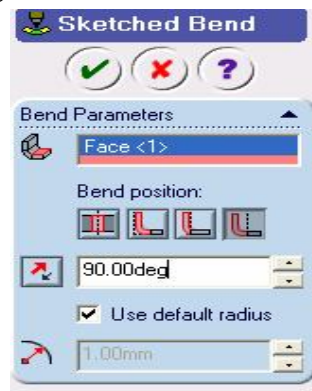 Sketched Bend
?
Bend Parameters
Face <1>
Bend position:
90.00deg
Use default radius
1.00mm